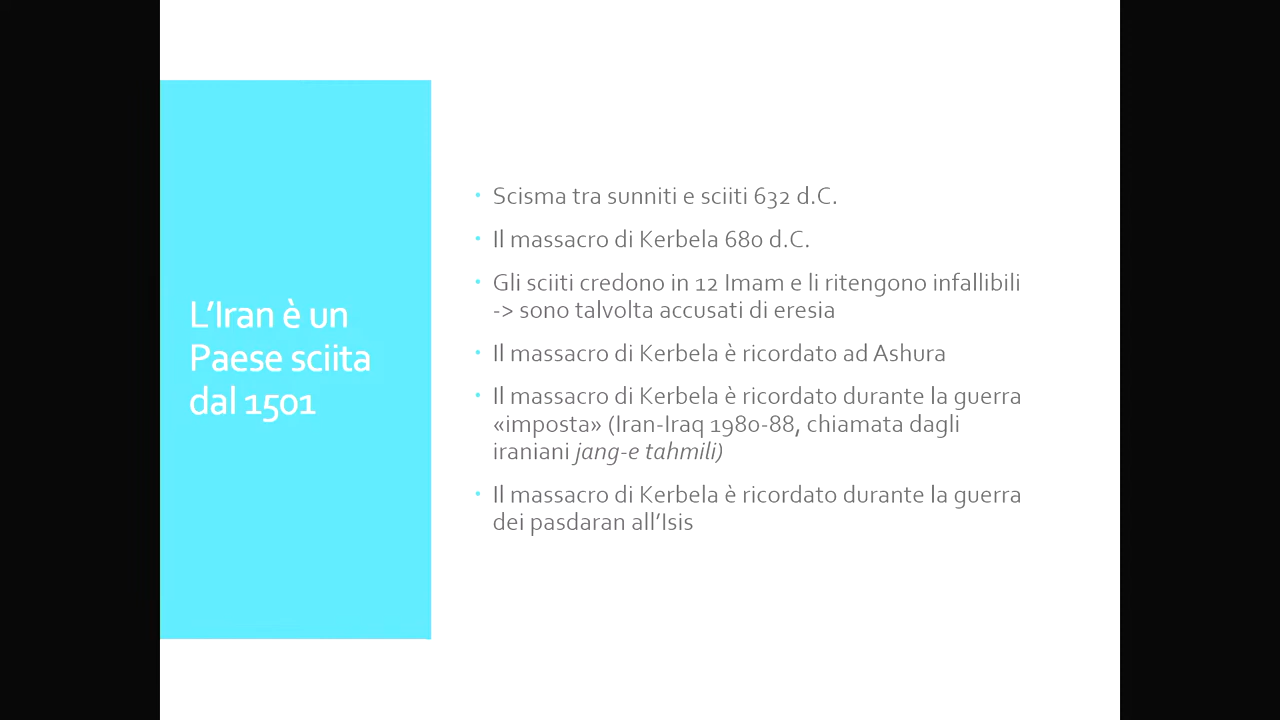 L'Iran è un
Paese sciita
dal 1501
• Scisma tra sunniti e sciiti 632 d.C.
• Il massacro di Kerbela 680 d.C.
• Gli sciiti credono in 12 Imam e li ritengono infallibili
-> sono talvolta accusati di eresia
• Il massacro di Kerbela è ricordato ad Ashura
• Il massacro di Kerbela è ricordato durante la guerra
«imposta» (Iran-Iraq 1980-88, chiamata dagli
iraniani jang-e tahmili)
• Il massacro di Kerbela è ricordato durante la guerra
dei pasdaran all'Isis